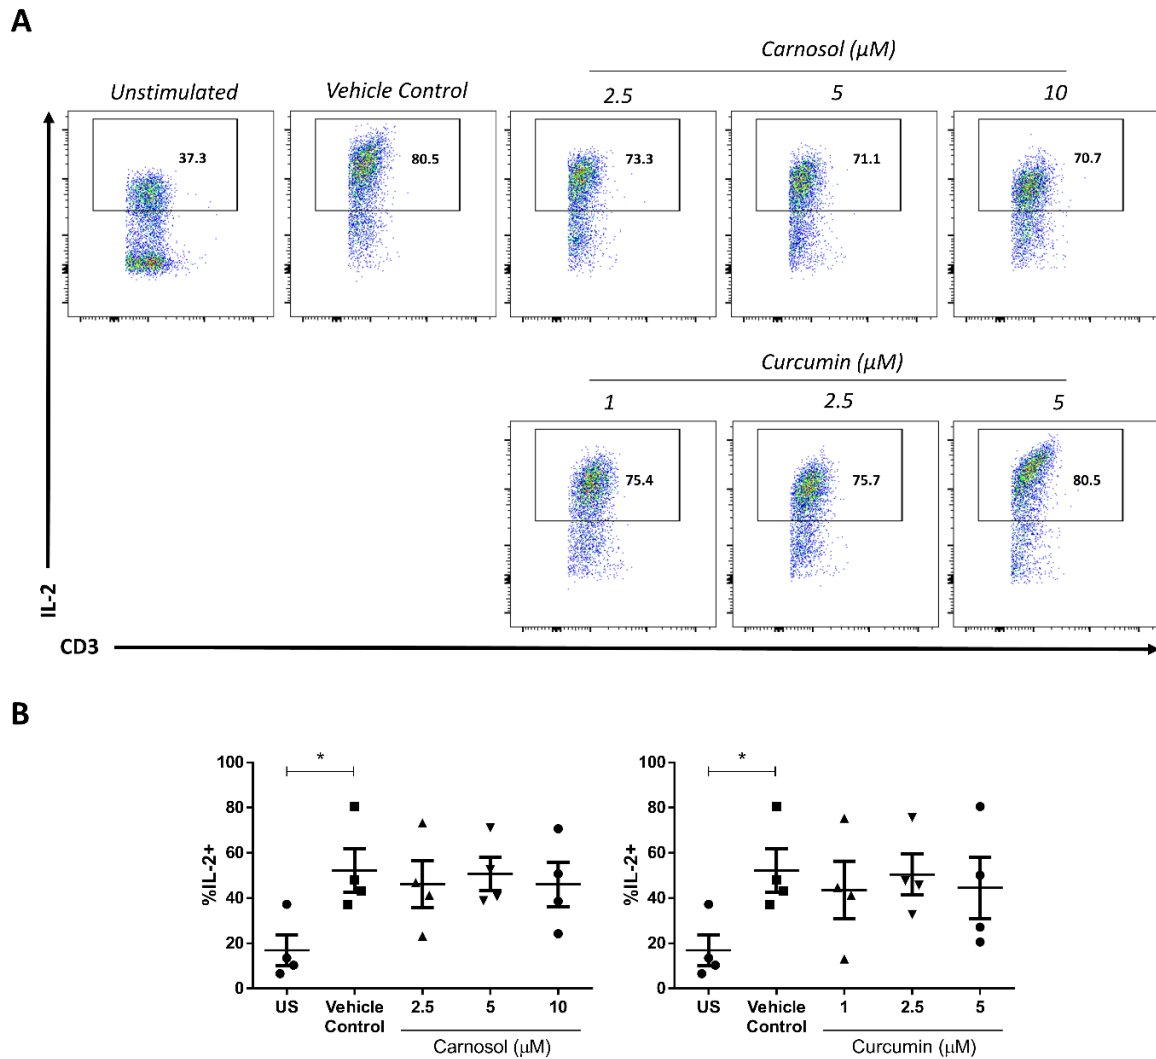 A
Carnosol (μM)
Unstimulated Vehicle Control 2.5 5 10
37.3 80.5 73.3 71.1 70.7
Curcumin (μM)
1 2.5 5
75.4 75.7 80.5
IL-2
CD3
B
100 * 100 *
80 80
60 60
40 40
20 20
0 0
%IL-2+ %IL-2+
US Vehicle Control 2.5 5 10 US Vehicle Control 1 2.5 5
Carnosol (μM) Curcumin (μM)